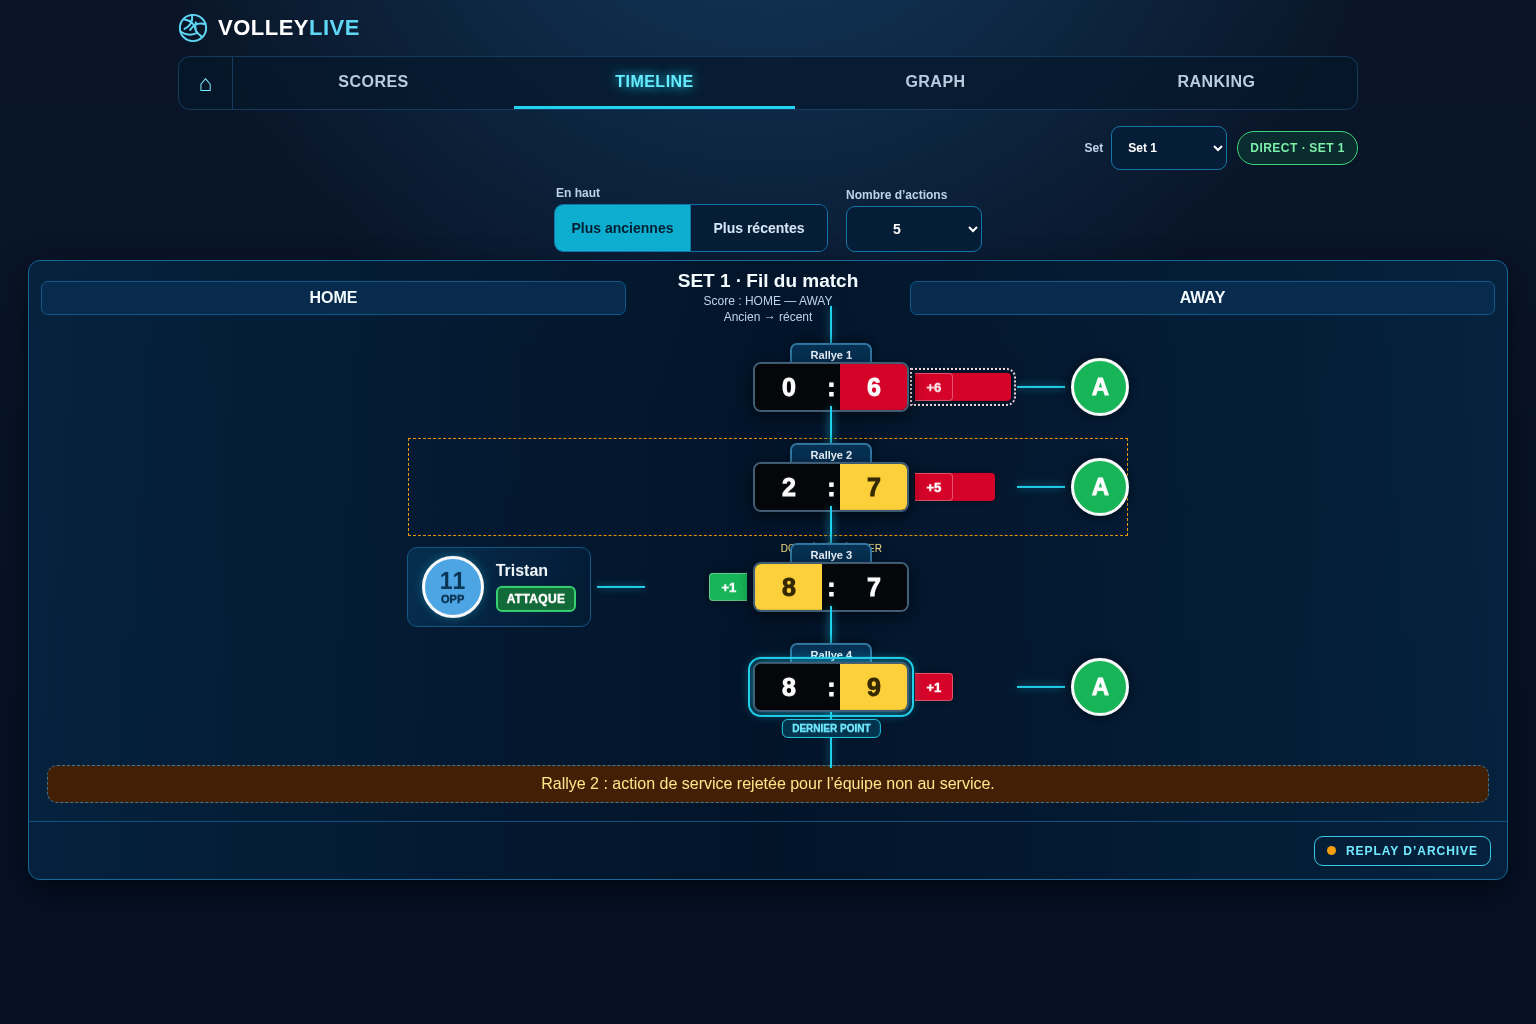 VOLLEYLIVE
⌂ SCORES TIMELINE GRAPH RANKING
Set Set 1 DIRECT · SET 1
En haut Nombre d’actions
Plus anciennes Plus récentes 5
SET 1 · Fil du match
HOME AWAY
Score : HOME — AWAY
Ancien → récent
Rallye 1
0 : 6 +6 A
Rallye 2
2 : 7 +5 A
Rallye 3
11 OPP Tristan ATTAQUE +1 8 : 7
Rallye 4
8 : 9 +1 A
DERNIER POINT
Rallye 2 : action de service rejetée pour l’équipe non au service.
REPLAY D’ARCHIVE